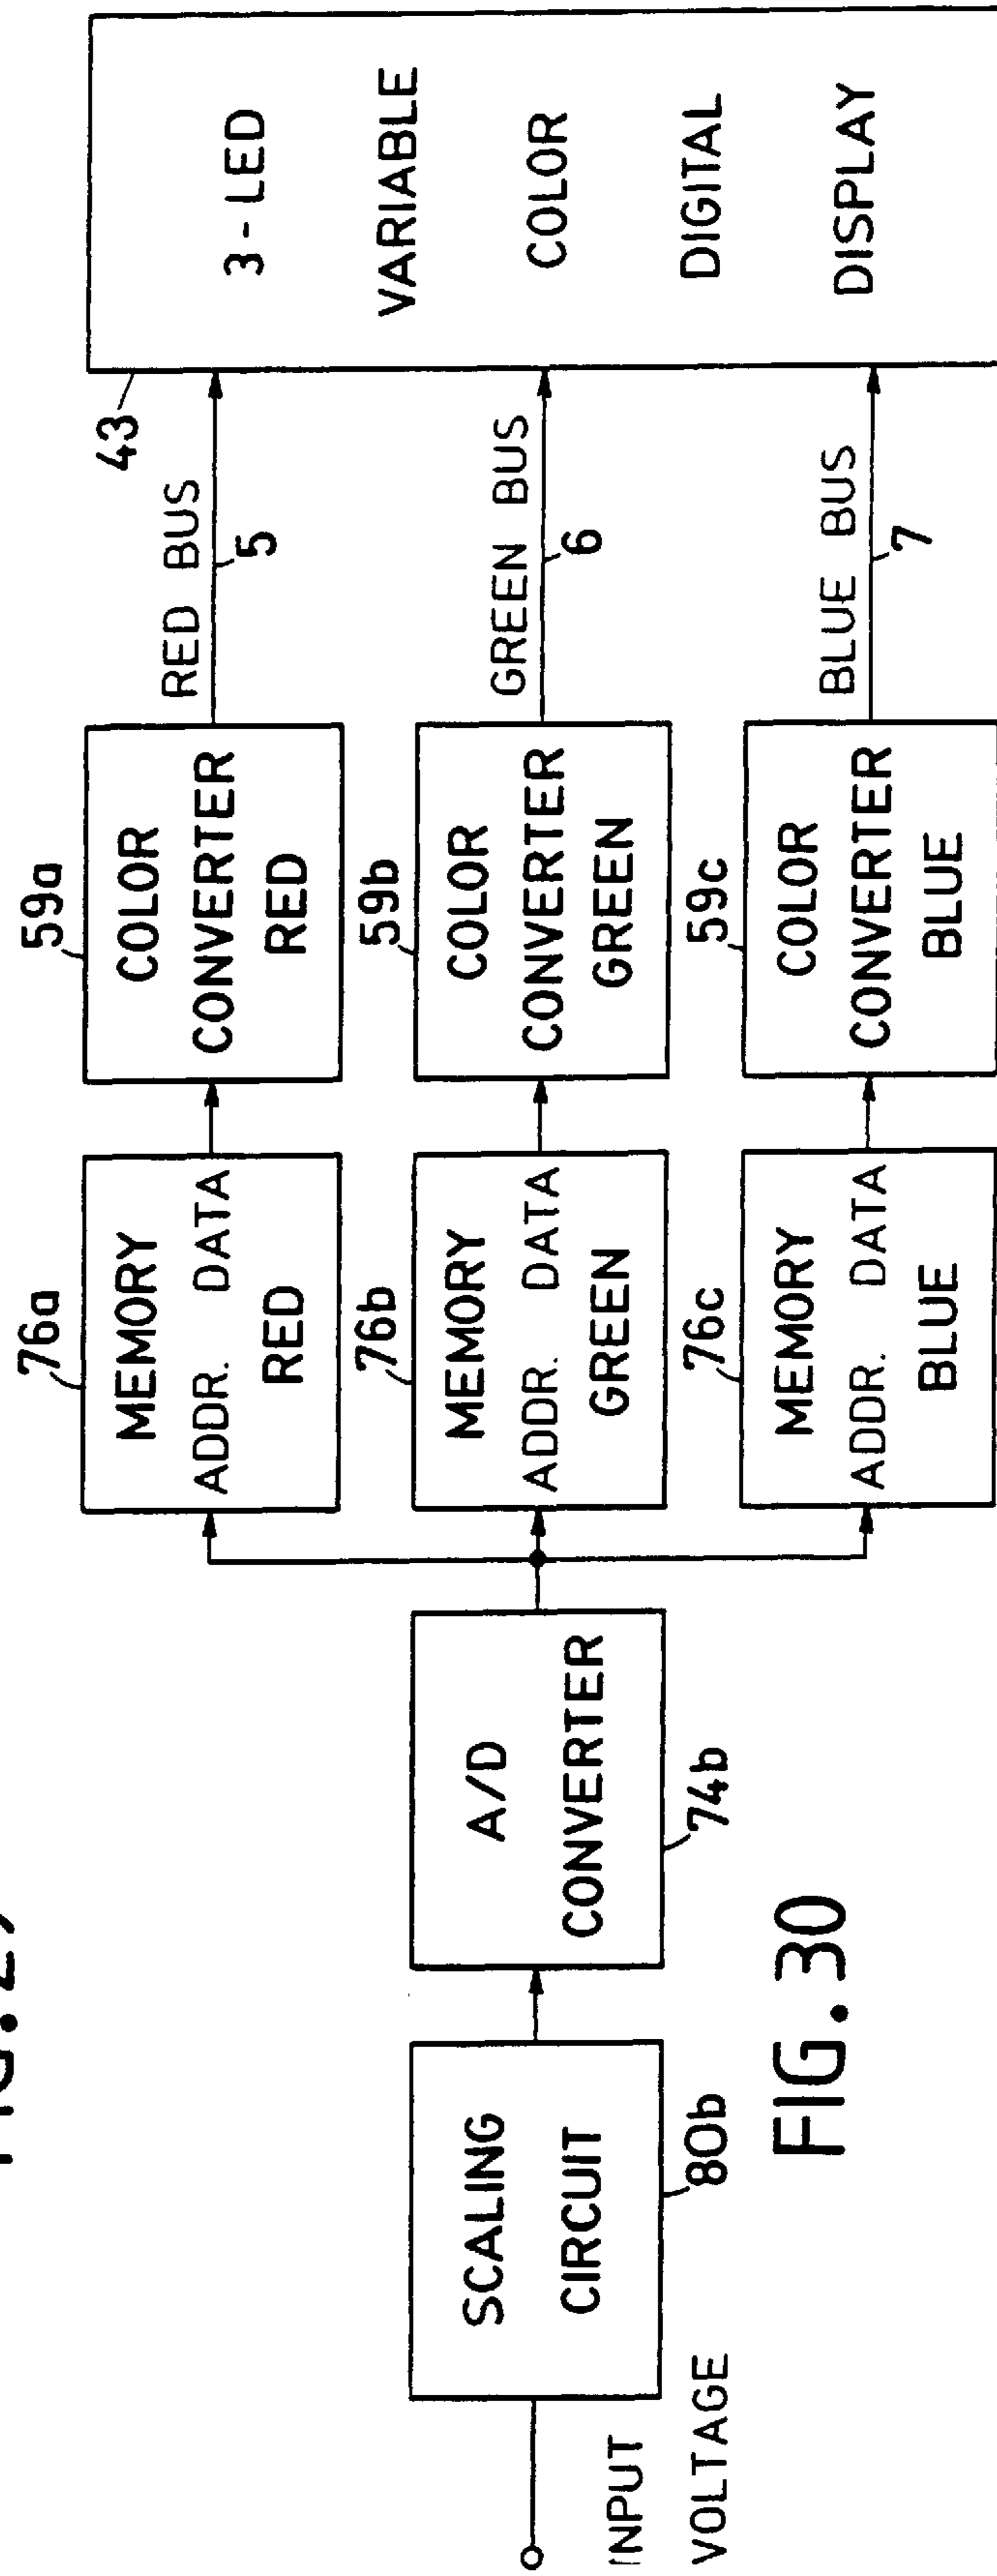 INPUT
VOLTAGE
SCALING
CIRCUIT
80b
A/D
CONVERTER
74b
76a
MEMORY
ADDR. DATA
RED
76b
MEMORY
ADDR. DATA
GREEN
76c
MEMORY
ADDR. DATA
BLUE
59a
COLOR
CONVERTER
RED
59b
COLOR
CONVERTER
GREEN
59c
COLOR
CONVERTER
BLUE
RED BUS
5
GREEN BUS
6
BLUE BUS
7
43
3 - LED
VARIABLE
COLOR
DIGITAL
DISPLAY
FIG. 30